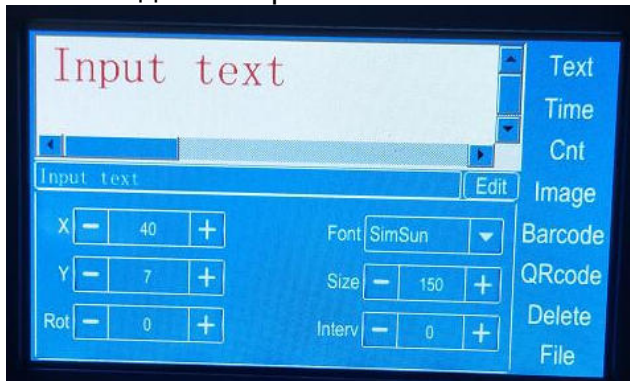 Input text
Input text Edit
X − 40 +
Y − 7 +
Rot − 0 +
Font SimSun
Size − 150 +
Interv − 0 +
Text
Time
Cnt
Image
Barcode
QRcode
Delete
File